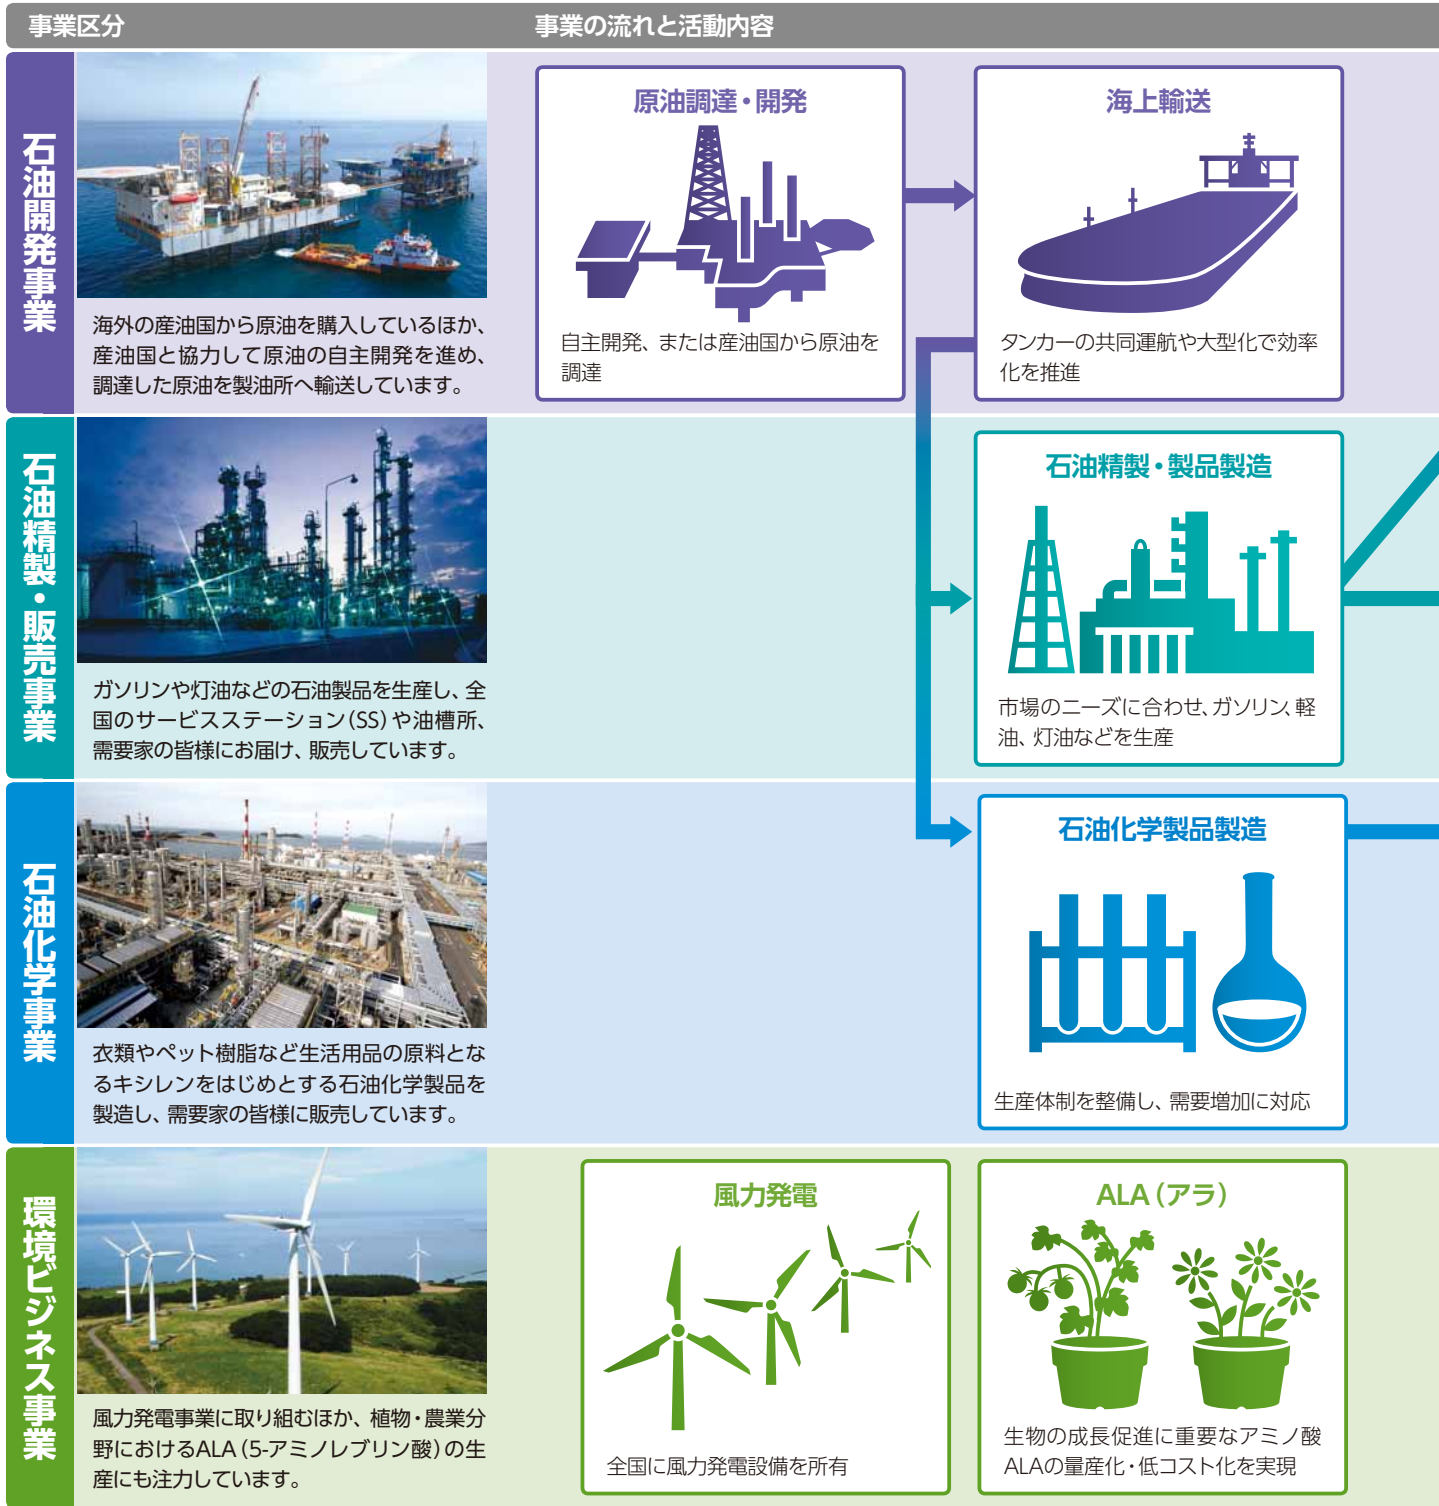 事業区分
事業の流れと活動内容
石油開発事業
海外の産油国から原油を購入しているほか、
産油国と協力して原油の自主開発を進め、
調達した原油を製油所へ輸送しています。
原油調達・開発
自主開発、または産油国から原油を
調達
海上輸送
タンカーの共同運航や大型化で効率
化を推進
石油精製・販売事業
ガソリンや灯油などの石油製品を生産し、全
国のサービスステーション(SS)や油槽所、
需要家の皆様にお届け、販売しています。
石油精製・製品製造
市場のニーズに合わせ、ガソリン、軽
油、灯油などを生産
石油化学事業
衣類やペット樹脂など生活用品の原料とな
るキシレンをはじめとする石油化学製品を
製造し、需要家の皆様に販売しています。
石油化学製品製造
生産体制を整備し、需要増加に対応
環境ビジネス事業
風力発電事業に取り組むほか、植物・農業分
野におけるALA(5-アミノレブリン酸)の生
産にも注力しています。
風力発電
全国に風力発電設備を所有
ALA(アラ)
生物の成長促進に重要なアミノ酸
ALAの量産化・低コスト化を実現